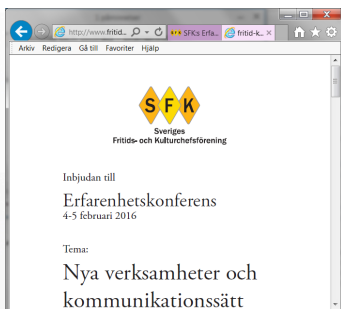 http://www.fritid...
SFK:s Erfa...
fritid-k...
Arkiv Redigera Gå till Favoriter Hjälp
SFK
Sveriges
Fritids- och Kulturchefsförening
Inbjudan till
Erfarenhetskonferens
4-5 februari 2016
Tema:
Nya verksamheter och
kommunikationssätt